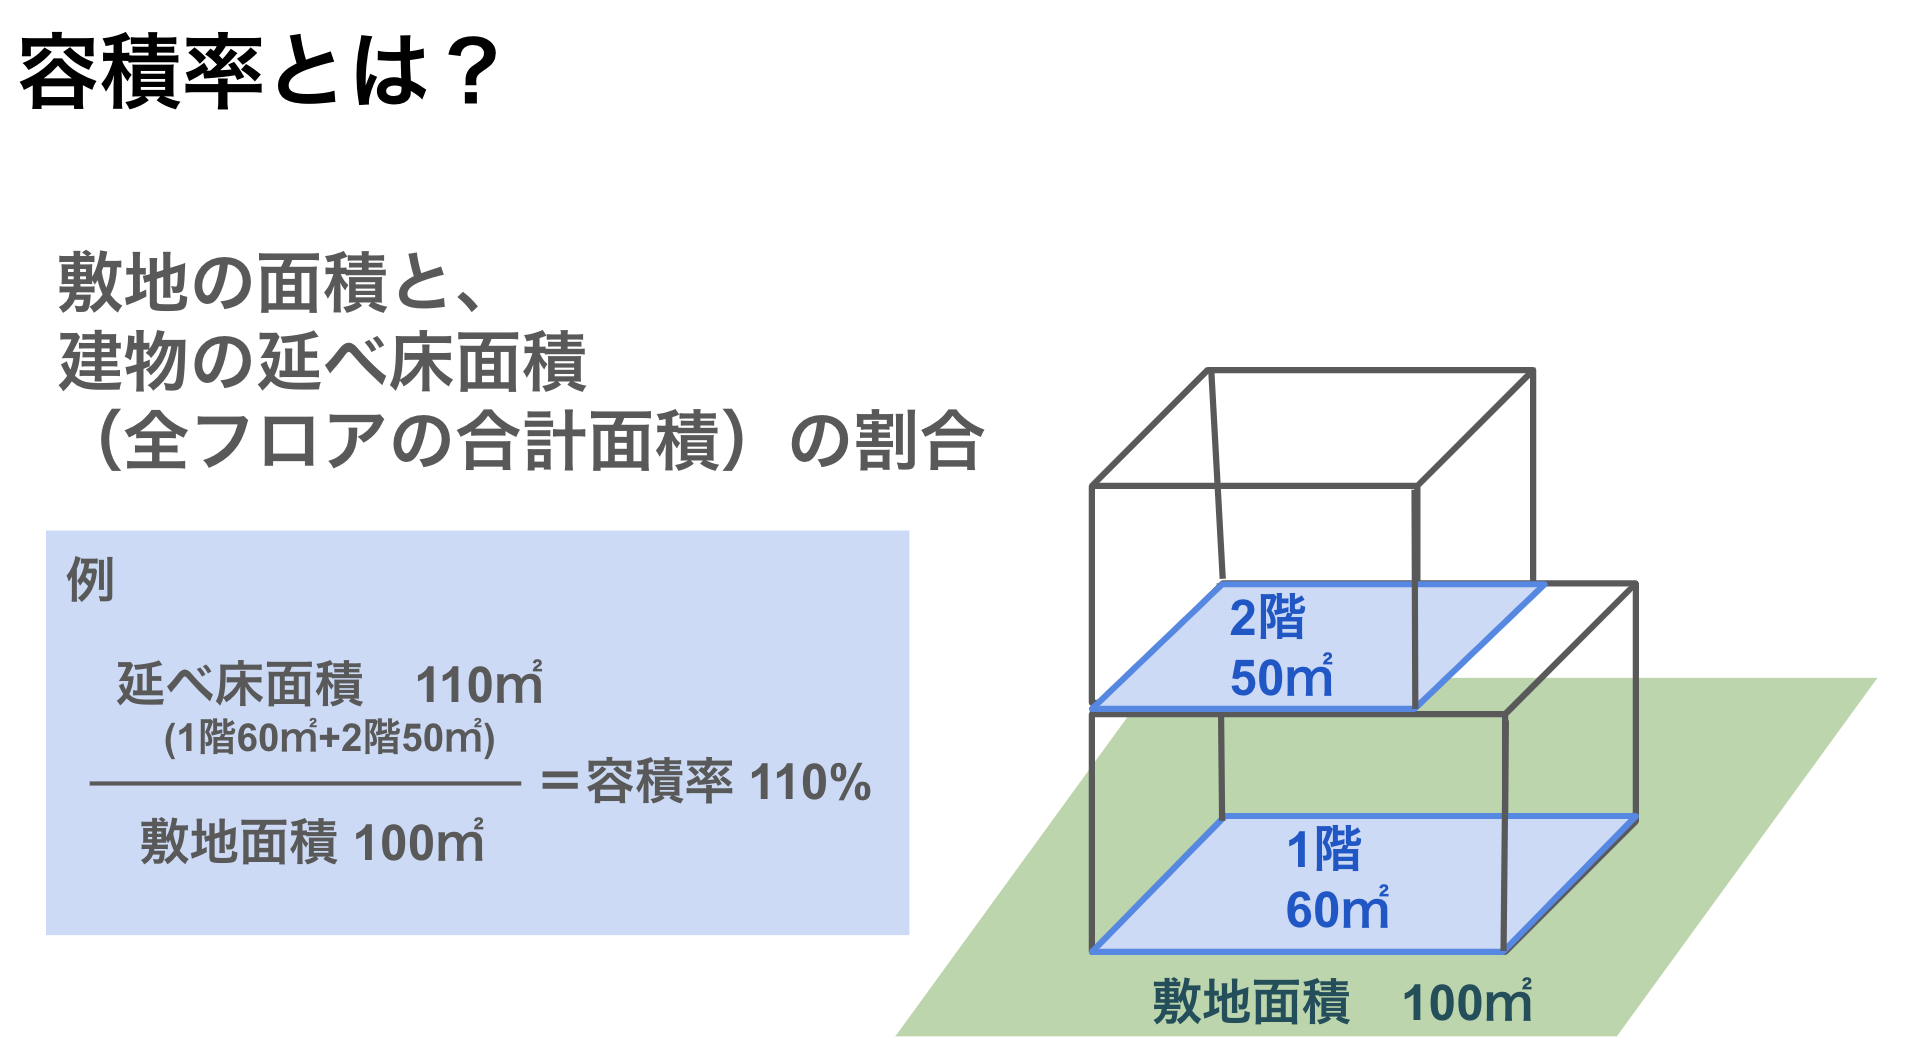 容積率とは？
敷地の面積と、
建物の延べ床面積
（全フロアの合計面積）の割合
例
延べ床面積　110㎡
(1階60㎡+2階50㎡)
＝容積率 110%
敷地面積 100㎡
2階
50㎡
1階
60㎡
敷地面積　100㎡